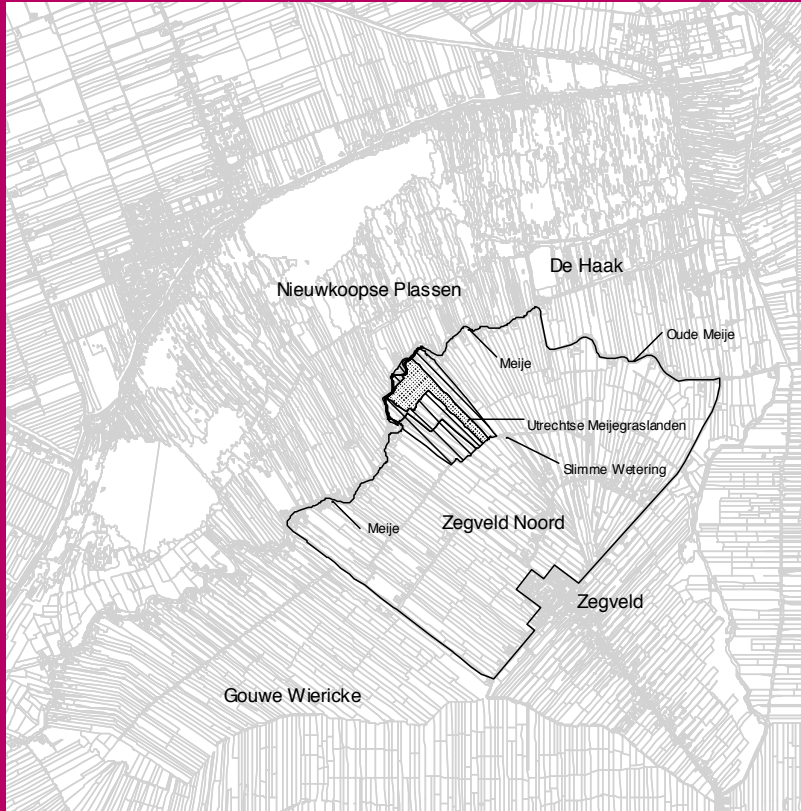 De Haak
Nieuwkoopse Plassen
Oude Meije
Meije
Utrechtse Meijegraslanden
Slimme Wetering
Zegveld Noord
Meije
Zegveld
Gouwe Wiericke